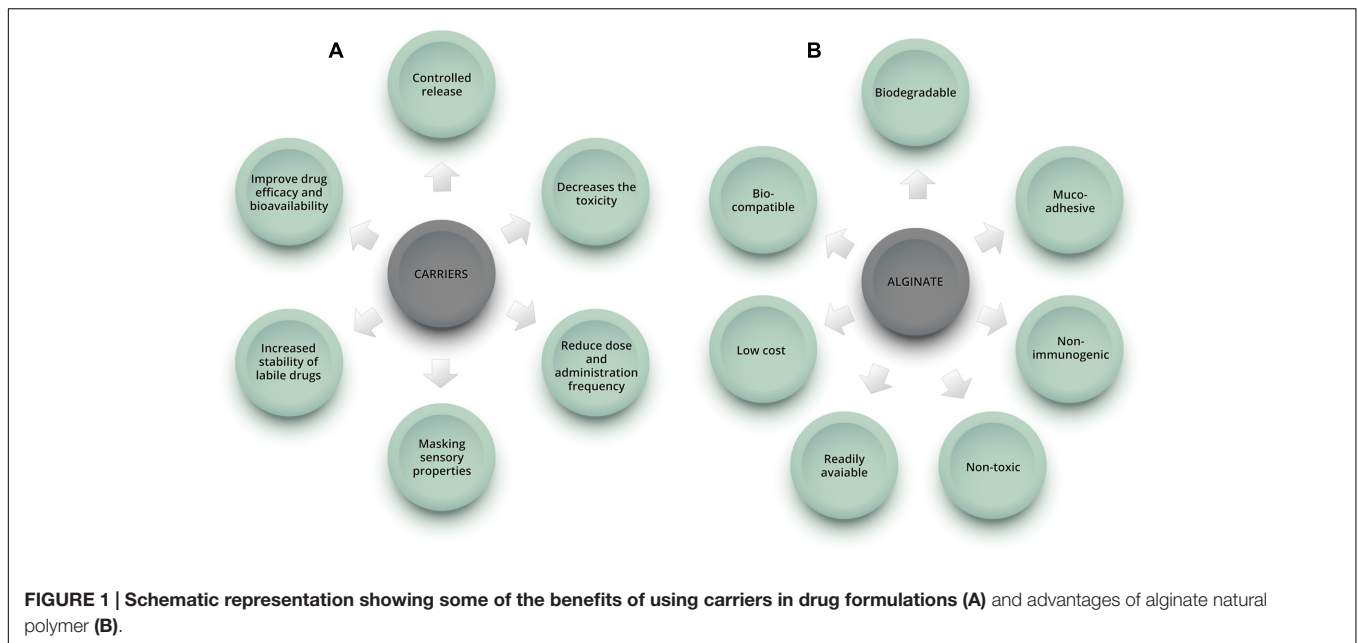 A
Controlled
release
Improve drug
efficacy and
bioavailability
Decreases the
toxicity
CARRIERS
Increased
stability of
labile drugs
Reduce dose
and
administration
frequency
Masking
sensory
properties
B
Biodegradable
Bio-
compatible
Muco-
adhesive
ALGINATE
Low cost
Non-
immunogenic
Readily
avaiable
Non-toxic
FIGURE 1 | Schematic representation showing some of the benefits of using carriers in drug formulations (A) and advantages of alginate natural
polymer (B).